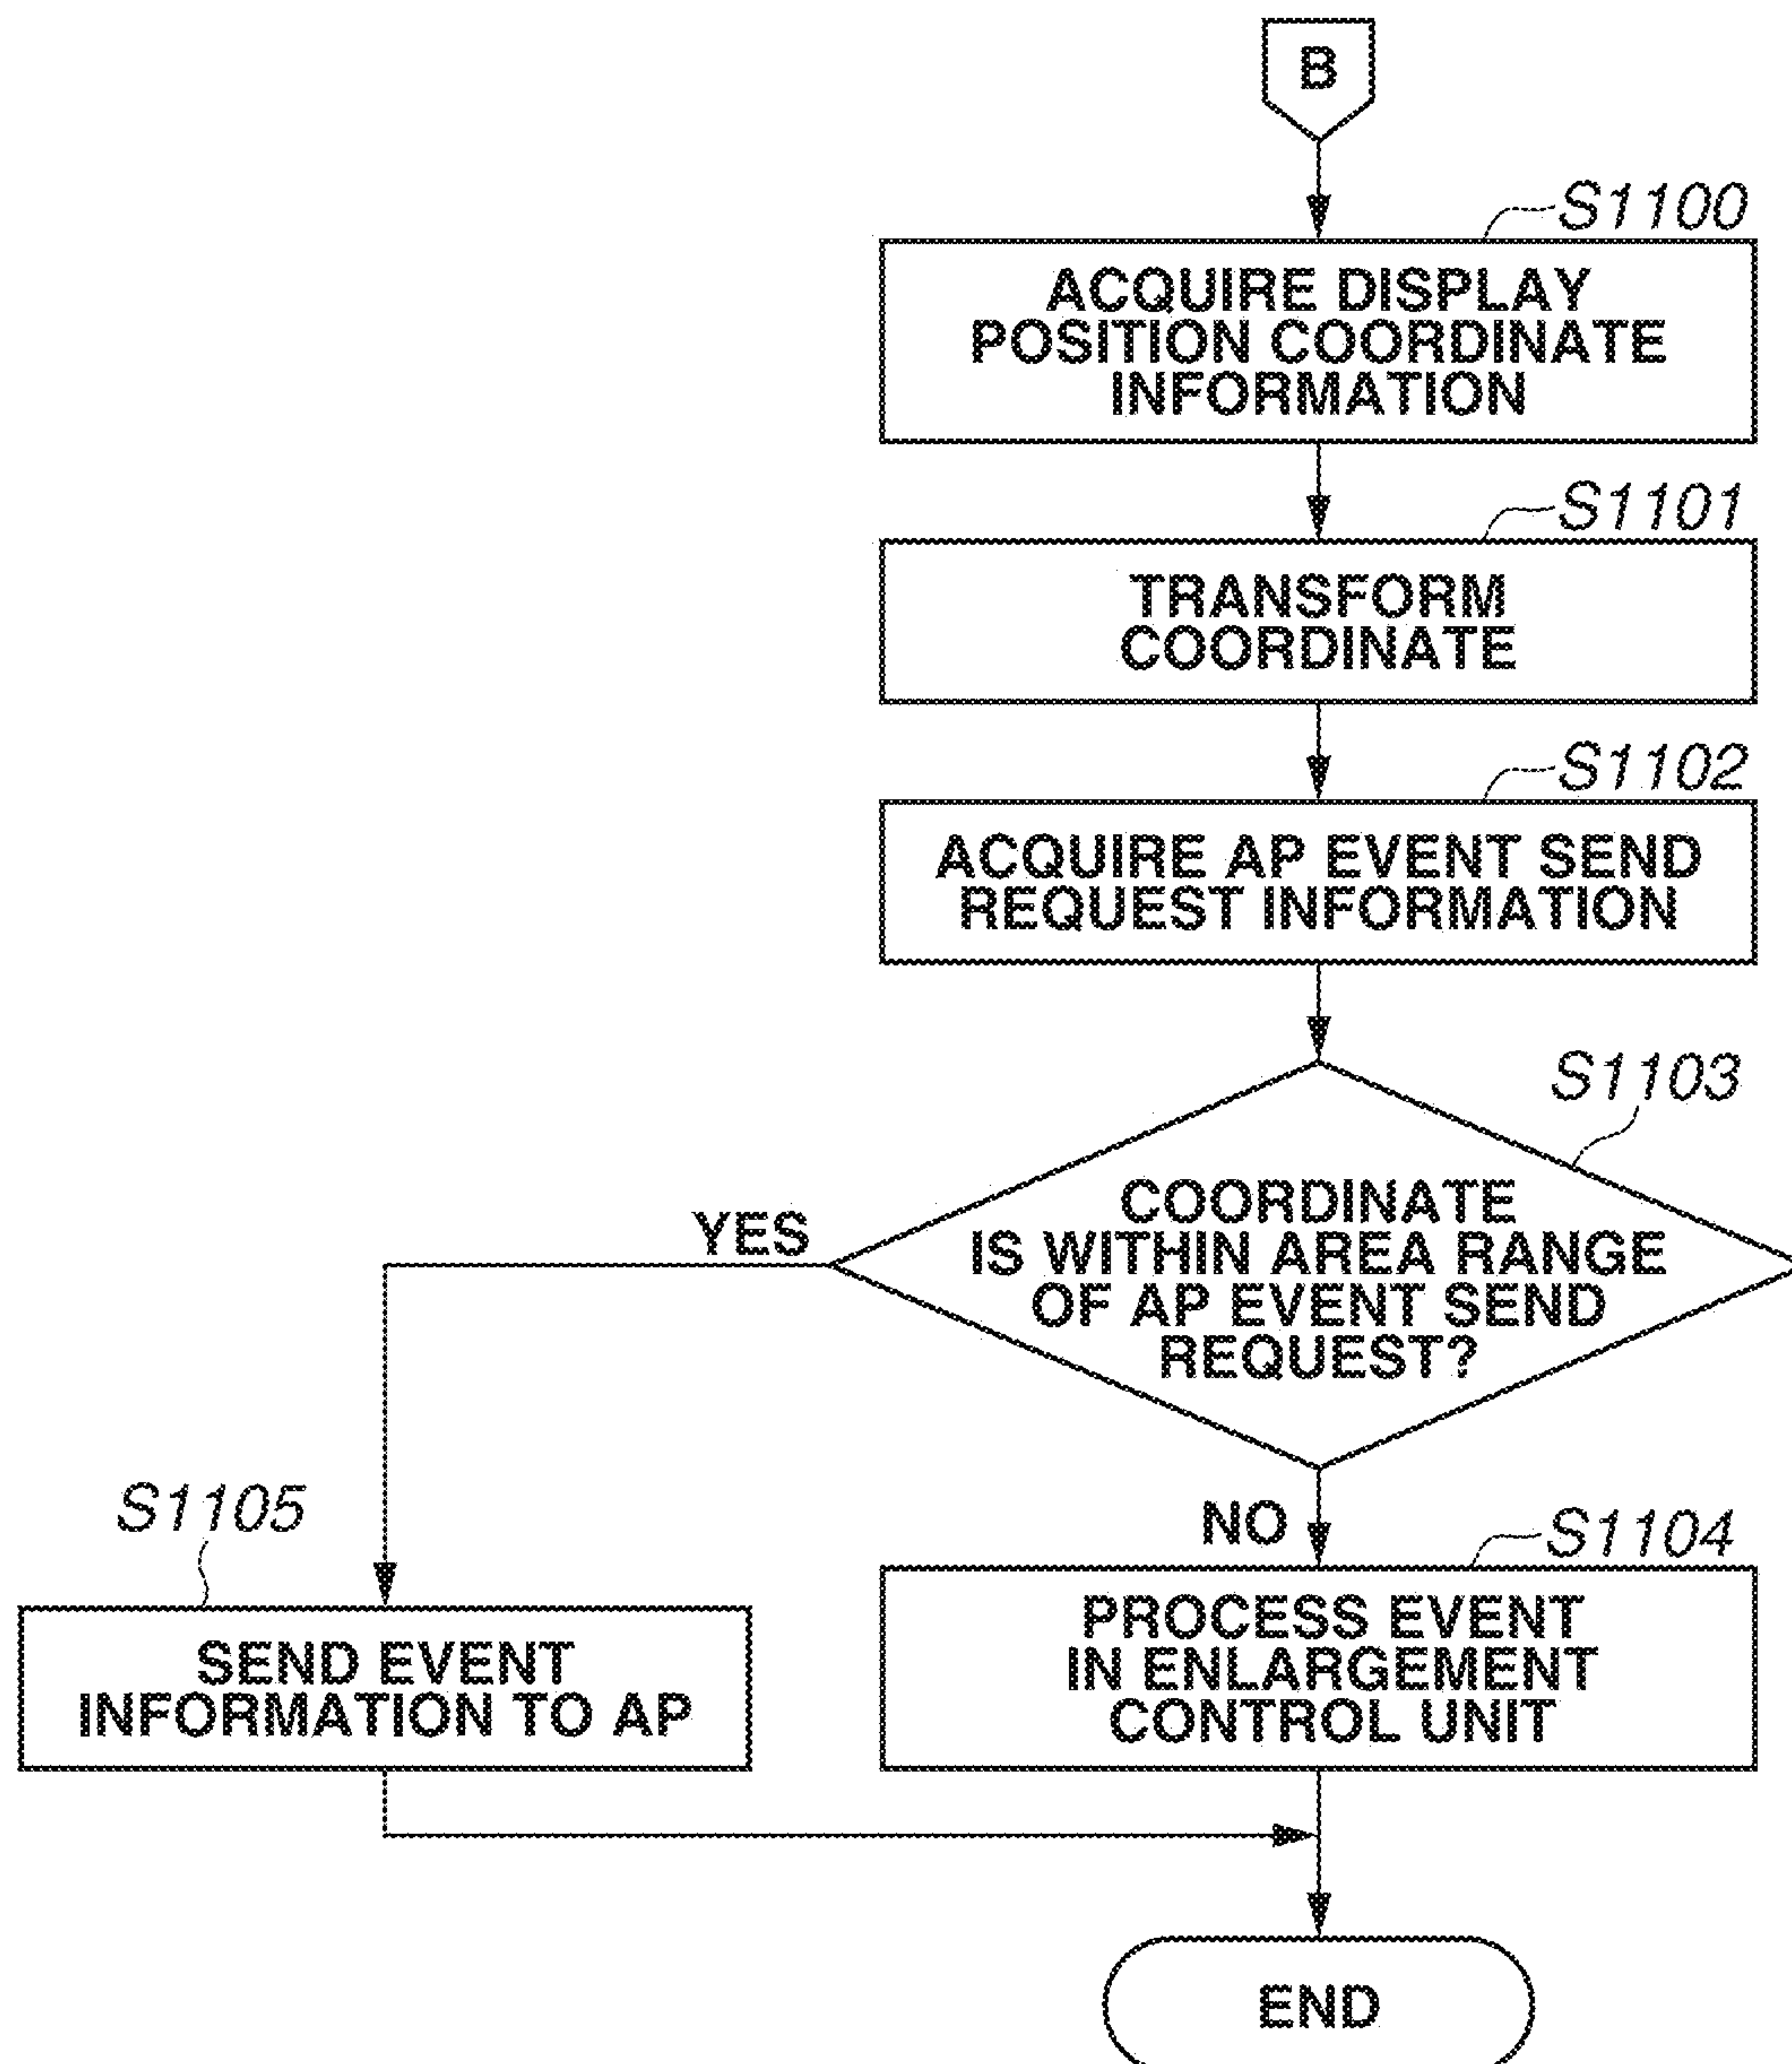 B
S1100
ACQUIRE DISPLAY
POSITION COORDINATE
INFORMATION
S1101
TRANSFORM
COORDINATE
S1102
ACQUIRE AP EVENT SEND
REQUEST INFORMATION
S1103
COORDINATE
IS WITHIN AREA RANGE
OF AP EVENT SEND
REQUEST?
YES
NO
S1105
SEND EVENT
INFORMATION TO AP
S1104
PROCESS EVENT
IN ENLARGEMENT
CONTROL UNIT
END